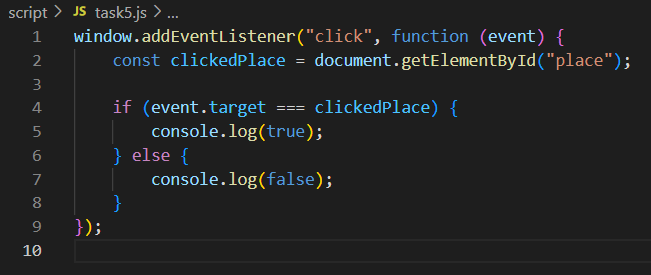 script > JS task5.js > ...
1 window.addEventListener("click", function (event) {
2     const clickedPlace = document.getElementById("place");
3
4     if (event.target === clickedPlace) {
5         console.log(true);
6     } else {
7         console.log(false);
8     }
9 });
10